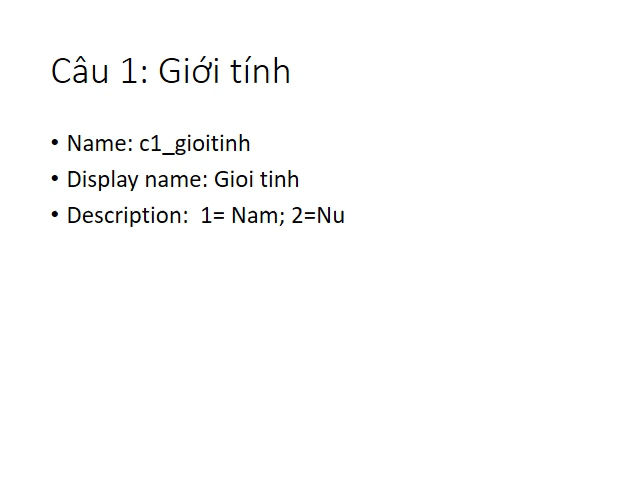 Câu 1: Giới tính
• Name: c1_gioitinh
• Display name: Gioi tinh
• Description:  1= Nam; 2=Nu